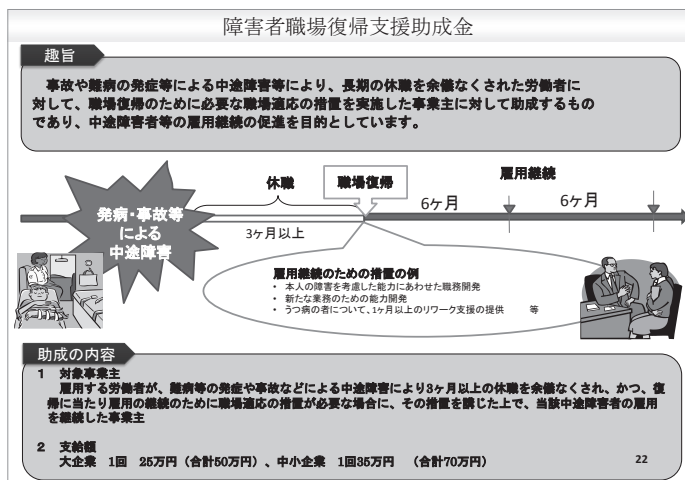 障害者職場復帰支援助成金
趣旨
事故や難病の発症等による中途障害等により、長期の休職を余儀なくされた労働者に
対して、職場復帰のために必要な職場適応の措置を実施した事業主に対して助成するもの
であり、中途障害者等の雇用継続の促進を目的としています。
休職
職場復帰
雇用継続
6ヶ月
6ヶ月
発病・事故等
による
中途障害
3ヶ月以上
雇用継続のための措置の例
• 本人の障害を考慮した能力にあわせた職務開発
• 新たな業務のための能力開発
• うつ病の者について、1ヶ月以上のリワーク支援の提供 等
助成の内容
1 対象事業主
雇用する労働者が、難病等の発症や事故などによる中途障害により3ヶ月以上の休職を余儀なくされ、かつ、復
帰に当たり雇用の継続のために職場適応の措置が必要な場合に、その措置を講じた上で、当該中途障害者の雇用
を継続した事業主
2 支給額
大企業 1回 25万円（合計50万円）、中小企業 1回35万円 （合計70万円）
22